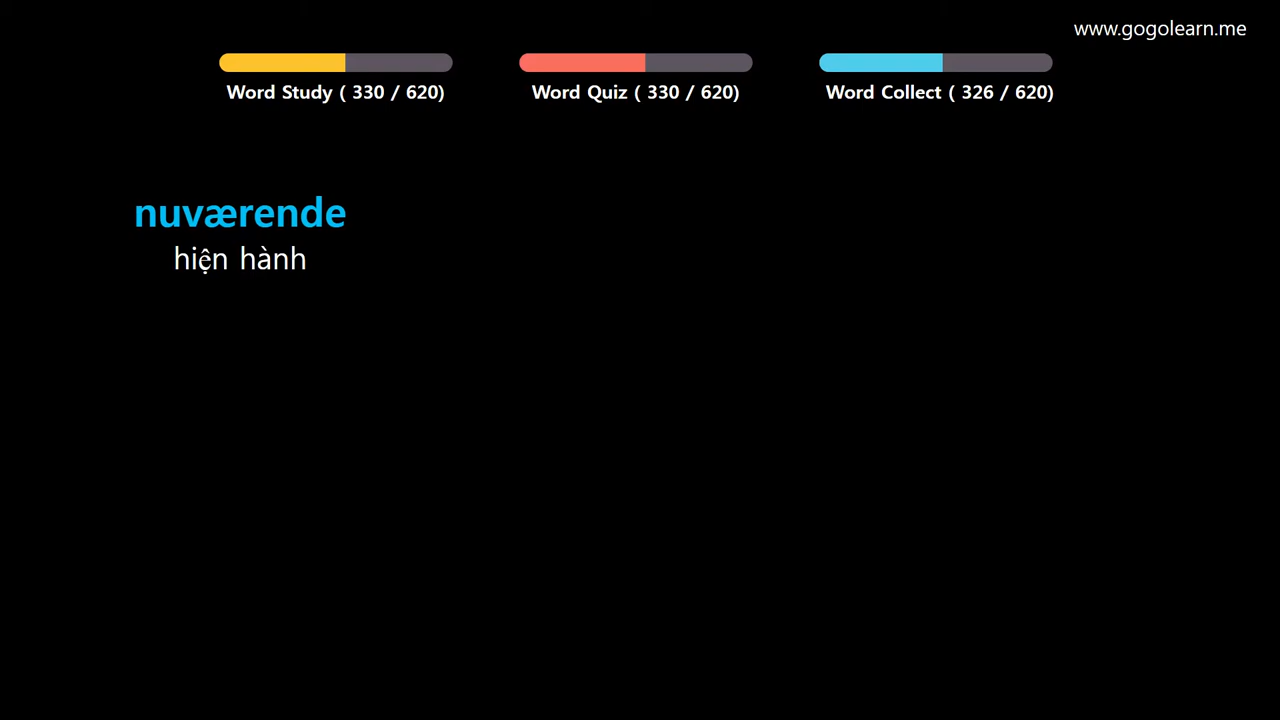 www.gogolearn.me
Word Study ( 330 / 620)
Word Quiz ( 330 / 620)
Word Collect ( 326 / 620)
nuværende
hiện hành